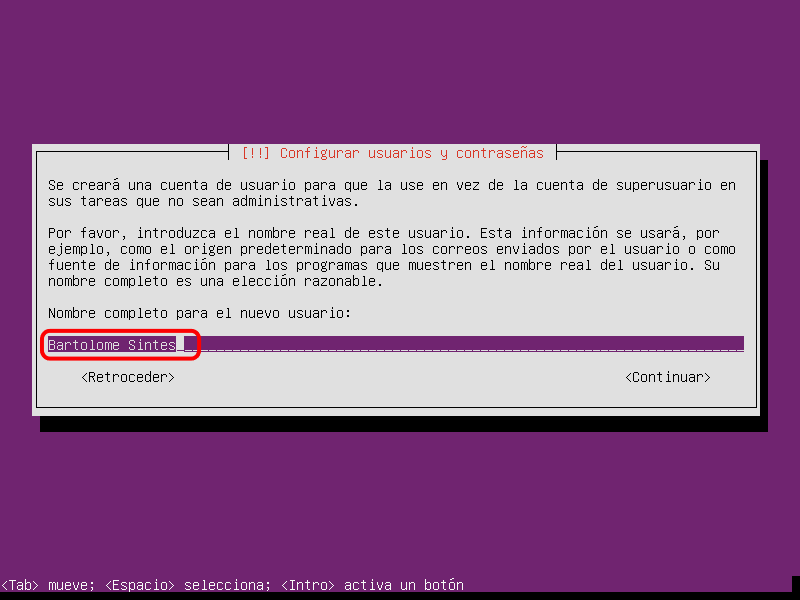 [!!] Configurar usuarios y contraseñas
Se creará una cuenta de usuario para que la use en vez de la cuenta de superusuario en
sus tareas que no sean administrativas.
Por favor, introduzca el nombre real de este usuario. Esta información se usará, por
ejemplo, como el origen predeterminado para los correos enviados por el usuario o como
fuente de información para los programas que muestren el nombre real del usuario. Su
nombre completo es una elección razonable.
Nombre completo para el nuevo usuario:
Bartolome Sintes
<Retroceder> <Continuar>
<Tab> mueve; <Espacio> selecciona; <Intro> activa un botón